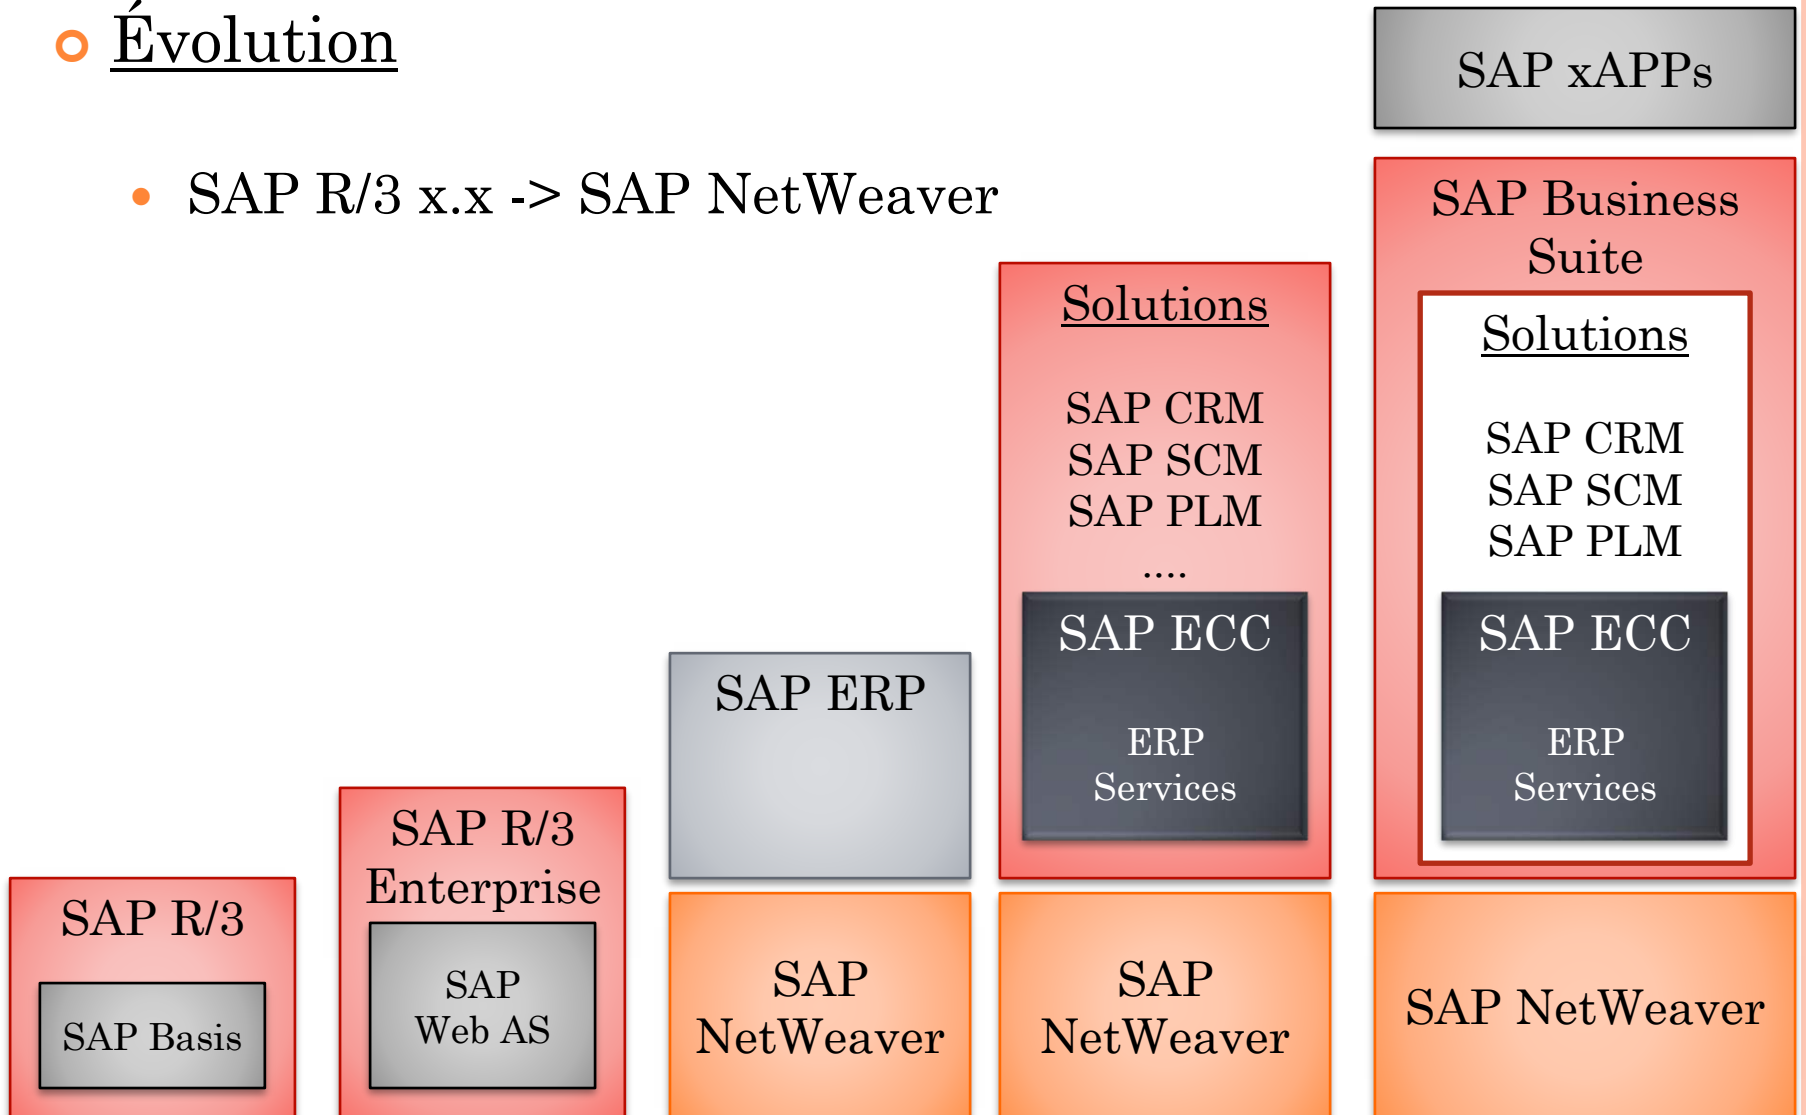 Évolution
SAP R/3 x.x -> SAP NetWeaver
SAP R/3
SAP Basis
SAP R/3
Enterprise
SAP
Web AS
SAP ERP
SAP
NetWeaver
Solutions
SAP CRM
SAP SCM
SAP PLM
....
SAP ECC
ERP
Services
SAP
NetWeaver
SAP xAPPs
SAP Business
Suite
Solutions
SAP CRM
SAP SCM
SAP PLM
SAP ECC
ERP
Services
SAP NetWeaver